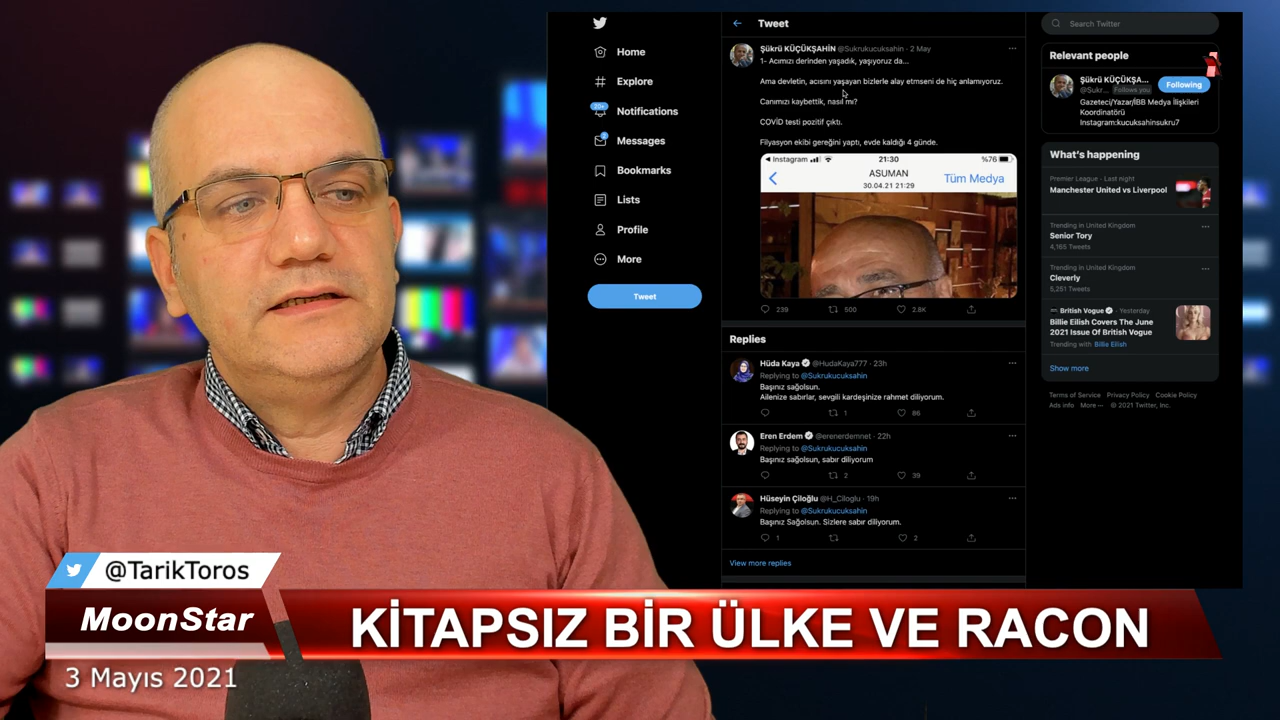 Home
Explore
20+
Notifications
2
Messages
Bookmarks
Lists
Profile
More
Tweet
Tweet
Şükrü KÜÇÜKŞAHİN @Sukrukucuksahin · 2 May
1- Acımızı derinden yaşadık, yaşıyoruz da...
Ama devletin, acısını yaşayan bizlerle alay etmseni de hiç anlamıyoruz.
Canımızı kaybettik, nasıl mı?
COVİD testi pozitif çıktı.
Filyasyon ekibi gereğini yaptı, evde kaldığı 4 günde.
Instagram 21:30 %76
ASUMAN
30.04.21 21:29
Tüm Medya
239 500 2.8K
Replies
Hüda Kaya @HudaKaya777 · 23h
Replying to @Sukrukucuksahin
Başınız sağolsun.
Ailenize sabırlar, sevgili kardeşinize rahmet diliyorum.
1 86
Eren Erdem @erenerdemnet · 22h
Replying to @Sukrukucuksahin
Başınız sağolsun, sabır diliyorum
2 39
Hüseyin Çiloğlu @H_Ciloglu · 19h
Replying to @Sukrukucuksahin
Başınız Sağolsun. Sizlere sabır diliyorum.
1 2
View more replies
Search Twitter
Relevant people
Şükrü KÜÇÜKŞA...
@Sukr... Follows you
Following
Gazeteci/Yazar/İBB Medya İlişkileri
Koordinatörü
Instagram:kucuksahinsukru7
What's happening
Premier League · Last night
Manchester United vs Liverpool
Trending in United Kingdom
Senior Tory
4,165 Tweets
Trending in United Kingdom
Cleverly
5,251 Tweets
British Vogue · Yesterday
Billie Eilish Covers The June
2021 Issue Of British Vogue
Trending with Billie Eilish
Show more
Terms of Service Privacy Policy Cookie Policy
Ads info More ··· © 2021 Twitter, Inc.
@TarikToros
MoonStar
KİTAPSIZ BİR ÜLKE VE RACON
3 Mayıs 2021